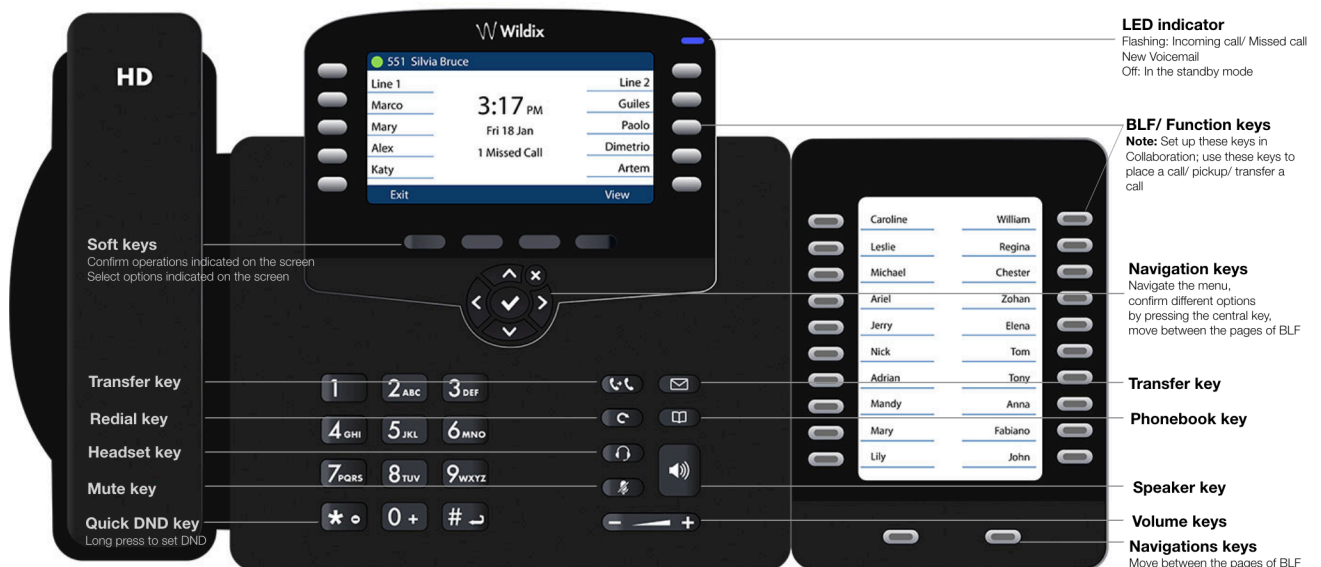 HD
Wildix
551 Silvia Bruce
Line 1
Line 2
Marco
Guiles
Mary
Paolo
Alex
Dimetrio
Katy
Artem
3:17 PM
Fri 18 Jan
1 Missed Call
Exit
View
LED indicator
Flashing: Incoming call/ Missed call
New Voicemail
Off: In the standby mode
BLF/ Function keys
Note: Set up these keys in
Collaboration; use these keys to
place a call/ pickup/ transfer a
call
Caroline
William
Leslie
Regina
Michael
Chester
Ariel
Zohan
Jerry
Elena
Nick
Tom
Adrian
Tony
Mandy
Anna
Mary
Fabiano
Lily
John
Soft keys
Confirm operations indicated on the screen
Select options indicated on the screen
Navigation keys
Navigate the menu,
confirm different options
by pressing the central key,
move between the pages of BLF
Transfer key
Redial key
Headset key
Mute key
Quick DND key
Long press to set DND
1
2 ABC
3 DEF
4 GHI
5 JKL
6 MNO
7 PQRS
8 TUV
9 WXYZ
*
0 +
#
- +
Transfer key
Phonebook key
Speaker key
Volume keys
Navigations keys
Move between the pages of BLF